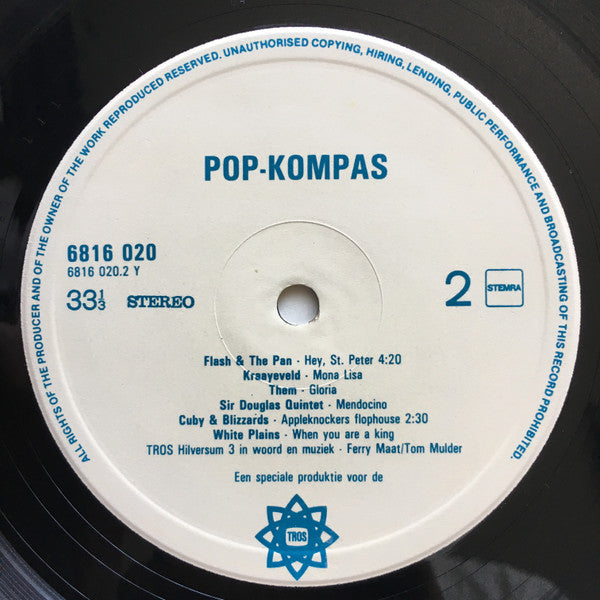 ALL RIGHTS OF THE PRODUCER AND OF THE OWNER OF THE WORK REPRODUCED RESERVED. UNAUTHORISED COPYING, HIRING, LENDING, PUBLIC PERFORMANCE AND BROADCASTING OF THIS RECORD PROHIBITED.
POP-KOMPAS
6816 020
6816 020.2 Y
33⅓ STEREO
2 STEMRA
Flash & The Pan · Hey, St. Peter 4:20
Kraayeveld · Mona Lisa
Them · Gloria
Sir Douglas Quintet · Mendocino
Cuby & Blizzards · Appleknockers flophouse 2:30
White Plains · When you are a king
TROS Hilversum 3 in woord en muziek · Ferry Maat/Tom Mulder
Een speciale produktie voor de
TROS